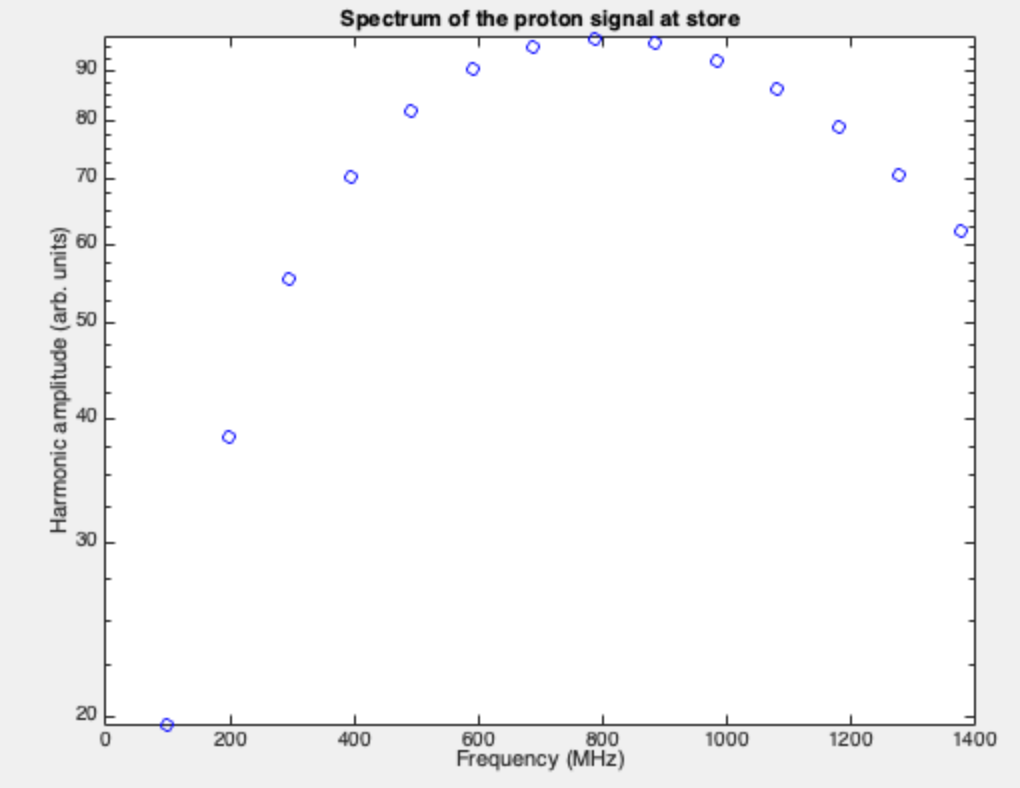 Spectrum of the proton signal at store
Harmonic amplitude (arb. units)
90
80
70
60
50
40
30
20
0 200 400 600 800 1000 1200 1400
Frequency (MHz)